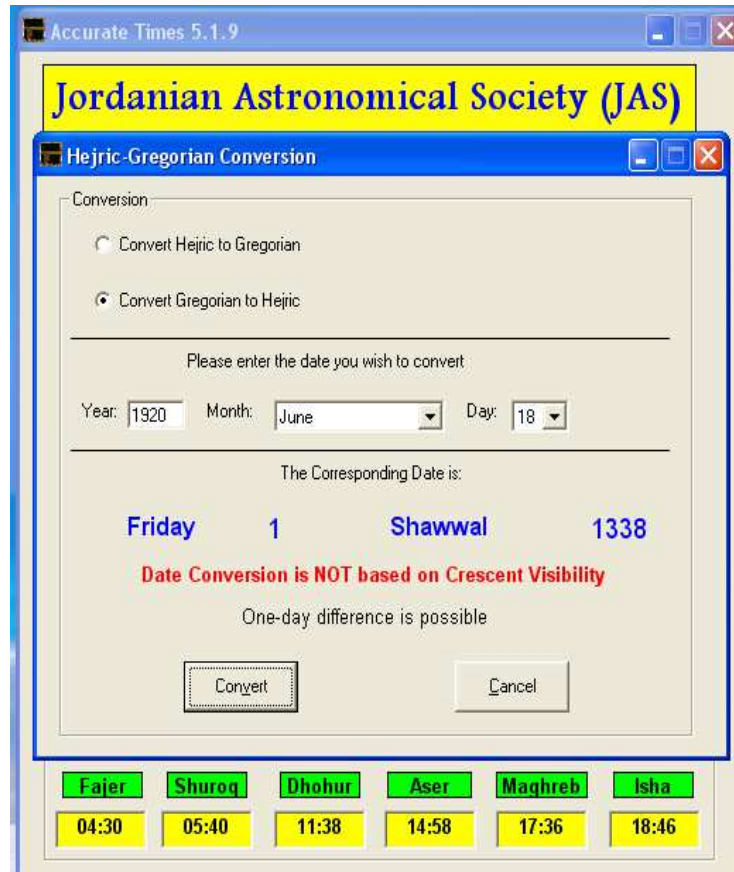 Accurate Times 5.1.9
Jordanian Astronomical Society (JAS)
Hejric-Gregorian Conversion
Conversion
Convert Hejric to Gregorian
Convert Gregorian to Hejric
Please enter the date you wish to convert
Year: 1920 Month: June Day: 18
The Corresponding Date is:
Friday 1 Shawwal 1338
Date Conversion is NOT based on Crescent Visibility
One-day difference is possible
Convert Cancel
Fajer Shuroq Dhohur Aser Maghreb Isha
04:30 05:40 11:38 14:58 17:36 18:46